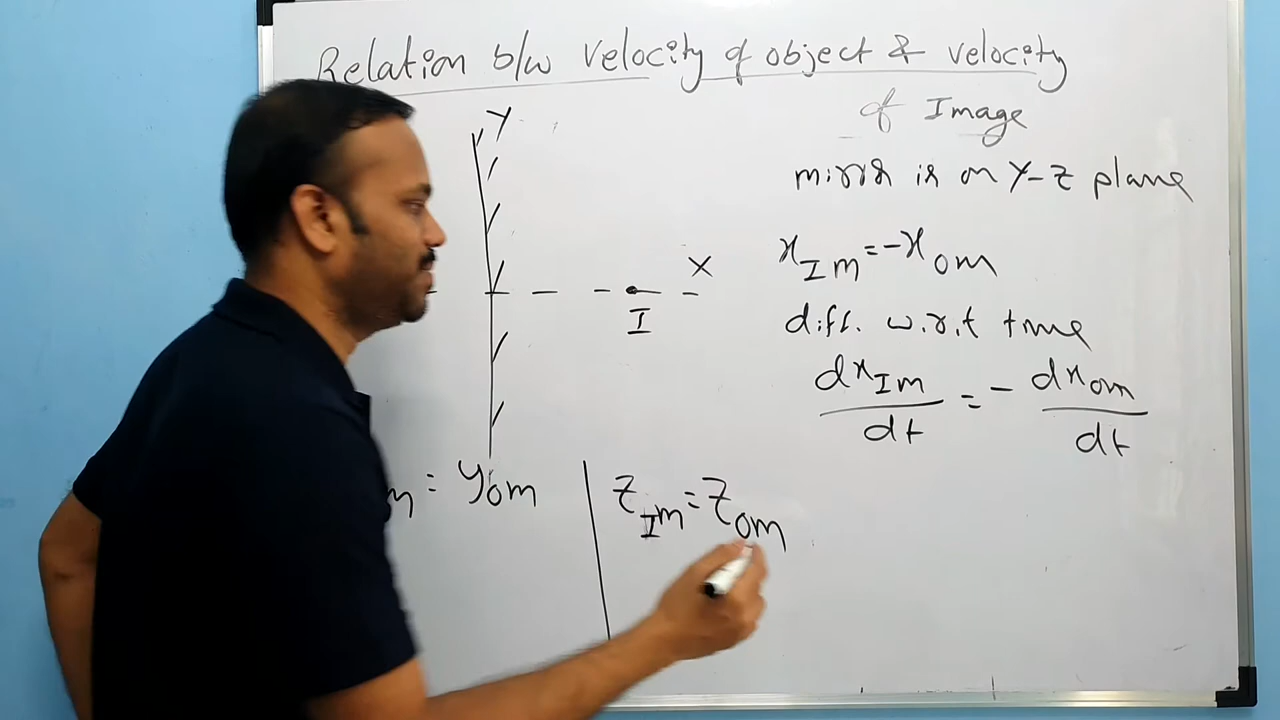 Relation b/w velocity of object & velocity
of Image
Y
mirror is on Y-Z plane
X
I
x_Im = -x_om
diff. w.r.t time
dx_Im/dt = - dx_om/dt
m = y_om
z_Im = z_om